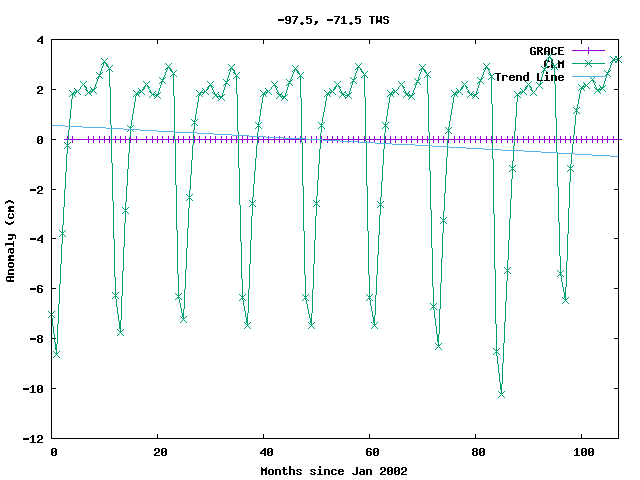 -97.5, -71.5 TWS
GRACE
CLM
Trend Line
4
2
0
-2
-4
-6
-8
-10
-12
Anomaly (cm)
0 20 40 60 80 100
Months since Jan 2002